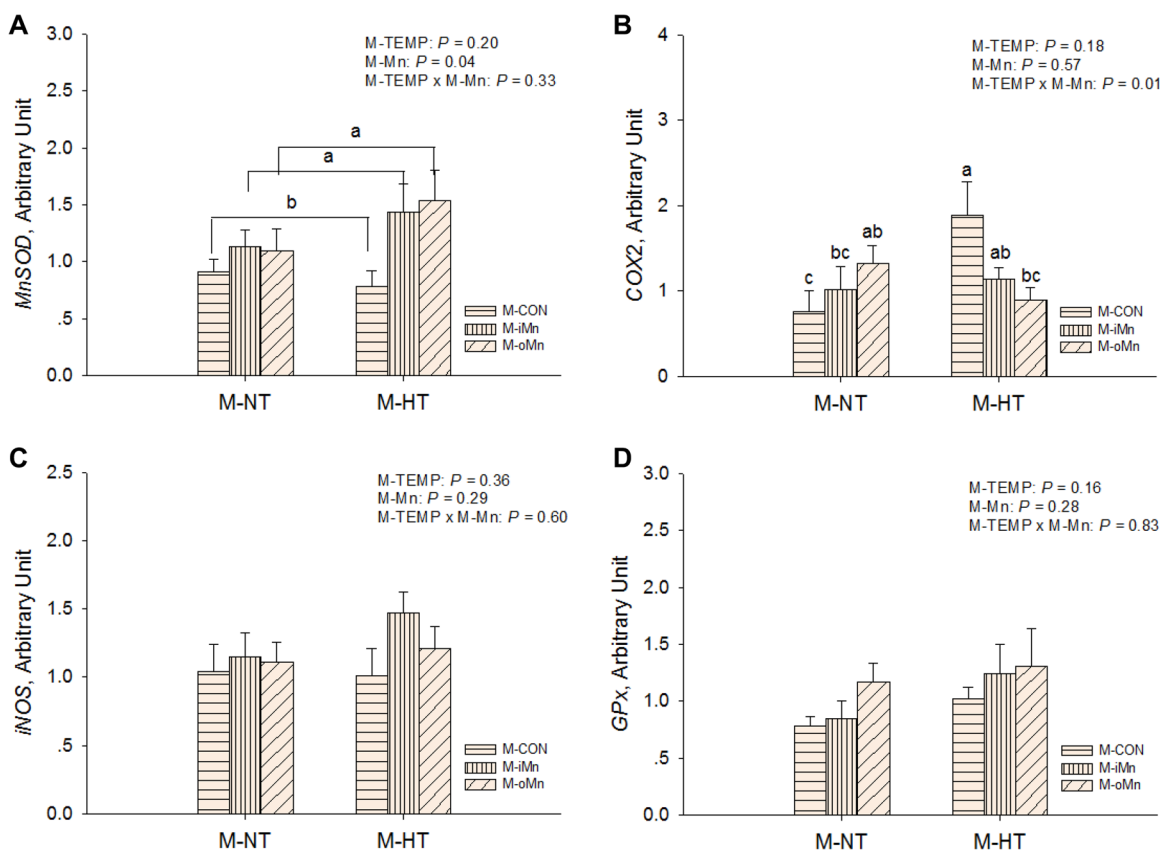 A
MnSOD, Arbitrary Unit
3.0
2.5
2.0
1.5
1.0
.5
0.0
M-TEMP: P = 0.20
M-Mn: P = 0.04
M-TEMP x M-Mn: P = 0.33
a
a
b
M-CON
M-iMn
M-oMn
M-NT
M-HT
B
COX2, Arbitrary Unit
4
3
2
1
0
M-TEMP: P = 0.18
M-Mn: P = 0.57
M-TEMP x M-Mn: P = 0.01
c
bc
ab
a
ab
bc
M-CON
M-iMn
M-oMn
M-NT
M-HT
C
iNOS, Arbitrary Unit
2.5
2.0
1.5
1.0
.5
0.0
M-TEMP: P = 0.36
M-Mn: P = 0.29
M-TEMP x M-Mn: P = 0.60
M-CON
M-iMn
M-oMn
M-NT
M-HT
D
GPx, Arbitrary Unit
3.0
2.5
2.0
1.5
1.0
.5
0.0
M-TEMP: P = 0.16
M-Mn: P = 0.28
M-TEMP x M-Mn: P = 0.83
M-CON
M-iMn
M-oMn
M-NT
M-HT